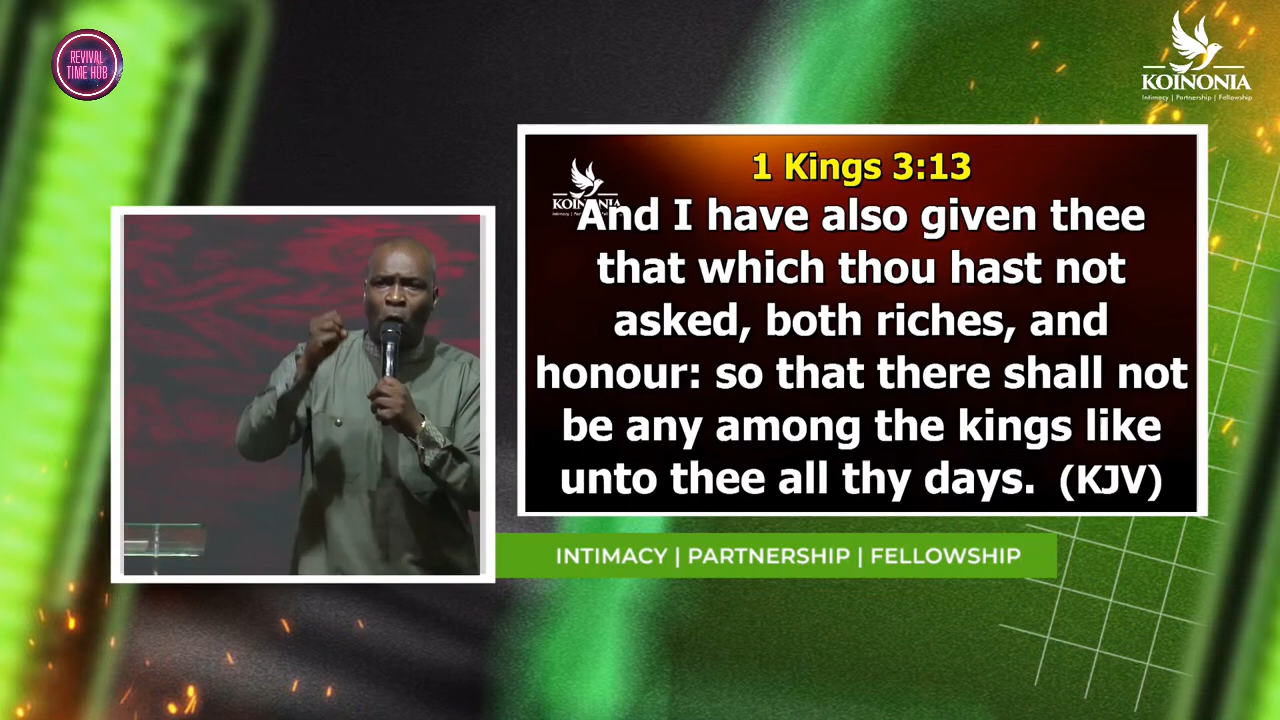 REVIVAL
TIME HUB
KOINONIA
Intimacy | Partnership | Fellowship
1 Kings 3:13
KOINONIA
And I have also given thee
that which thou hast not
asked, both riches, and
honour: so that there shall not
be any among the kings like
unto thee all thy days. (KJV)
INTIMACY | PARTNERSHIP | FELLOWSHIP